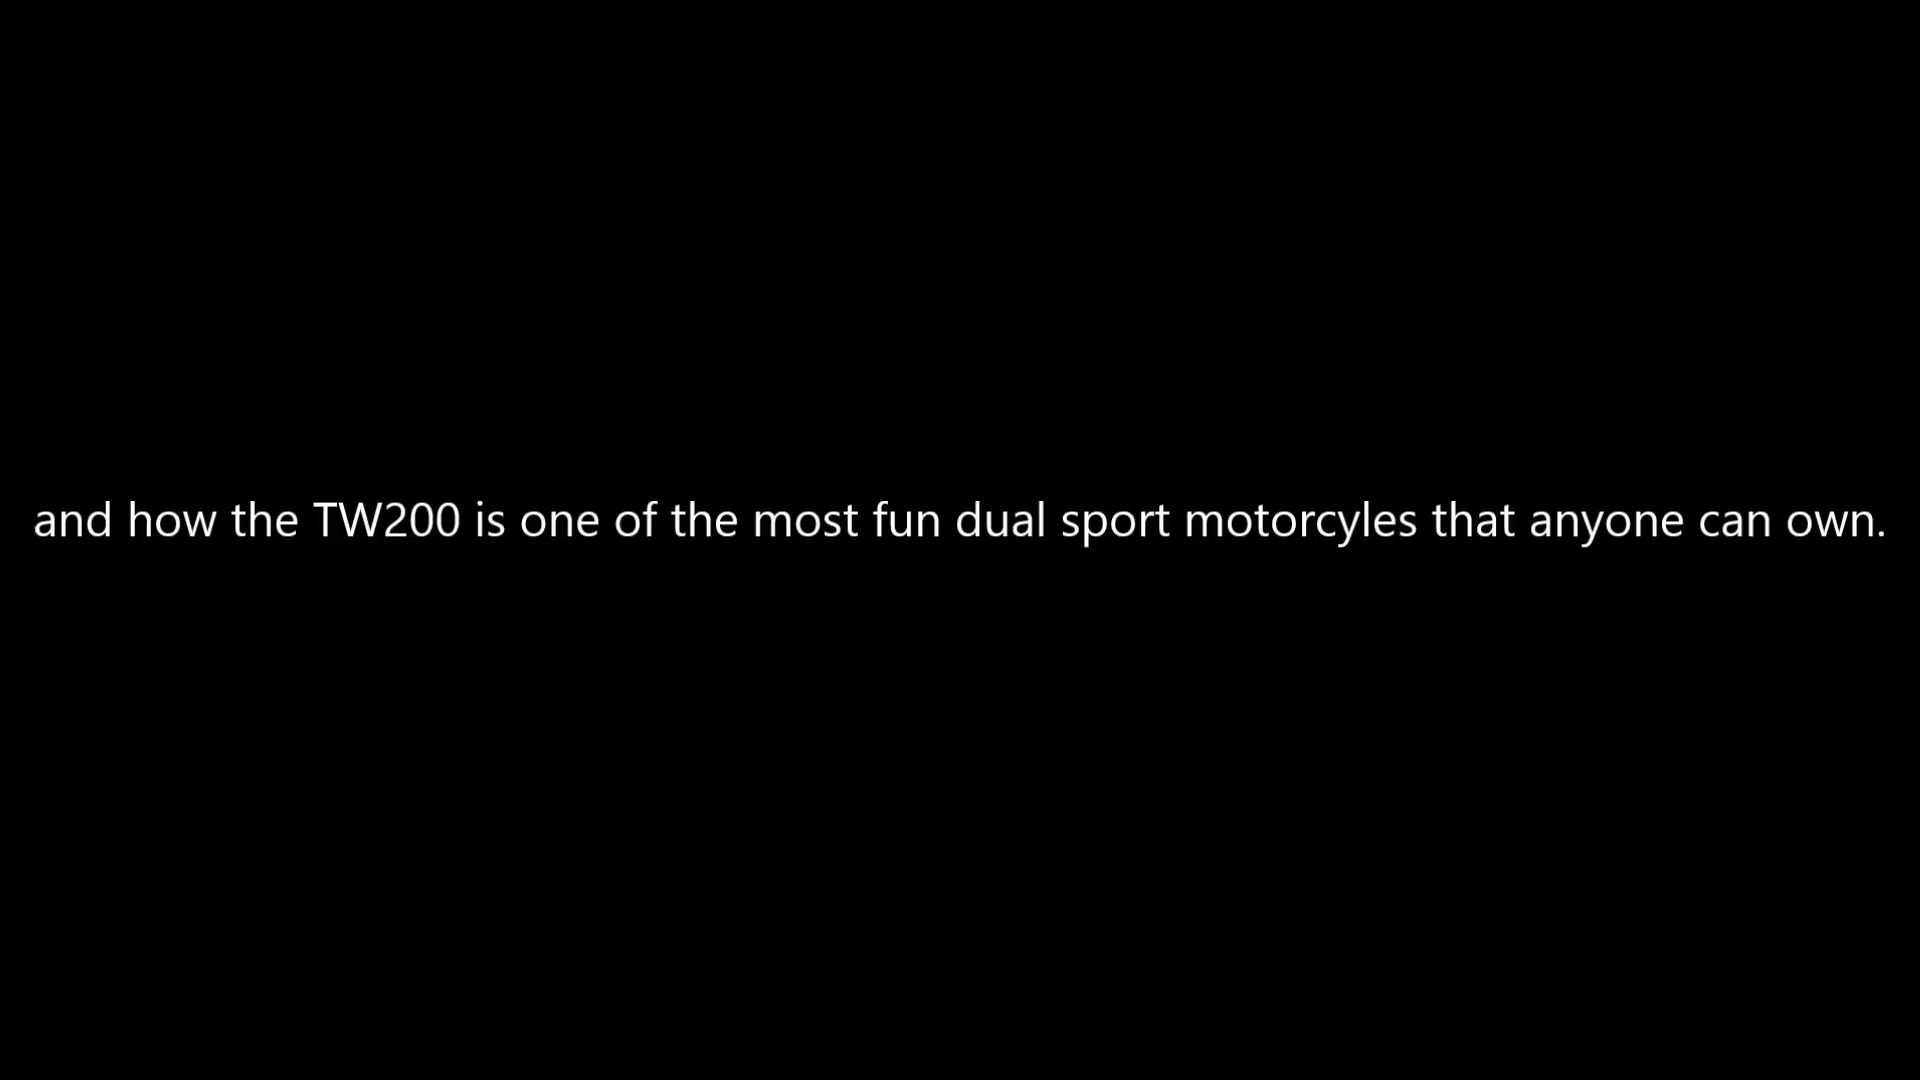 and how the TW200 is one of the most fun dual sport motorcyles that anyone can own.